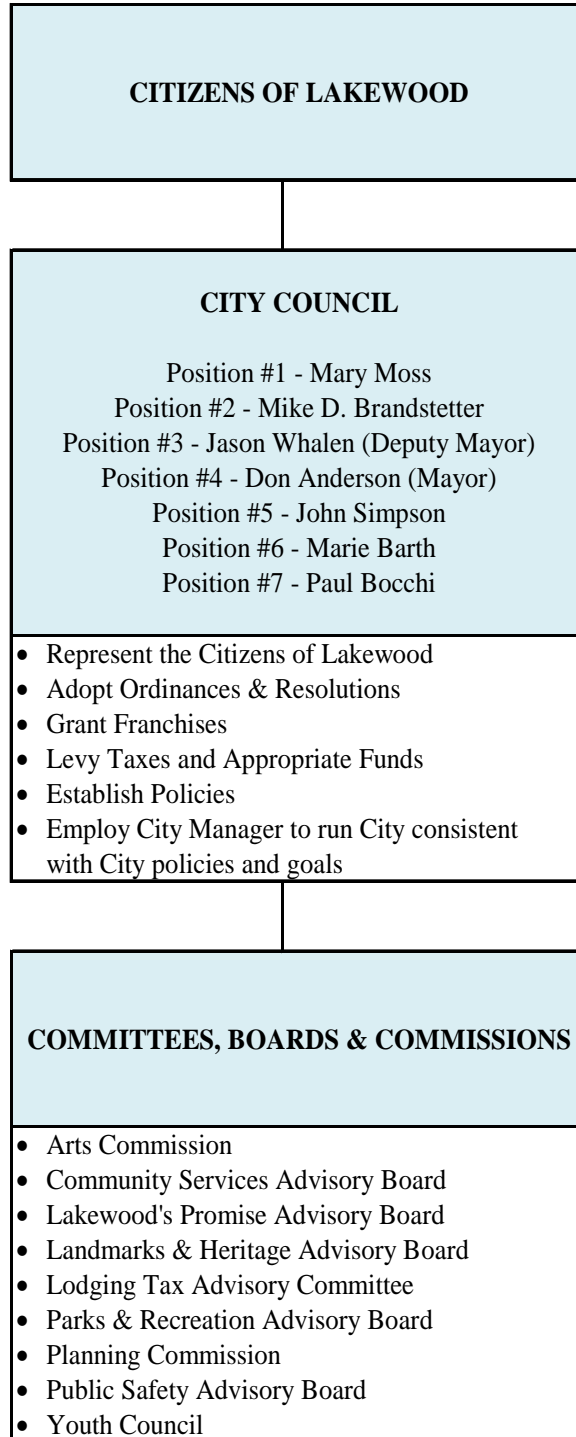 CITIZENS OF LAKEWOOD
CITY COUNCIL
Position #1 - Mary Moss
Position #2 - Mike D. Brandstetter
Position #3 - Jason Whalen (Deputy Mayor)
Position #4 - Don Anderson (Mayor)
Position #5 - John Simpson
Position #6 - Marie Barth
Position #7 - Paul Bocchi
• Represent the Citizens of Lakewood
• Adopt Ordinances & Resolutions
• Grant Franchises
• Levy Taxes and Appropriate Funds
• Establish Policies
• Employ City Manager to run City consistent
with City policies and goals
COMMITTEES, BOARDS & COMMISSIONS
• Arts Commission
• Community Services Advisory Board
• Lakewood's Promise Advisory Board
• Landmarks & Heritage Advisory Board
• Lodging Tax Advisory Committee
• Parks & Recreation Advisory Board
• Planning Commission
• Public Safety Advisory Board
• Youth Council